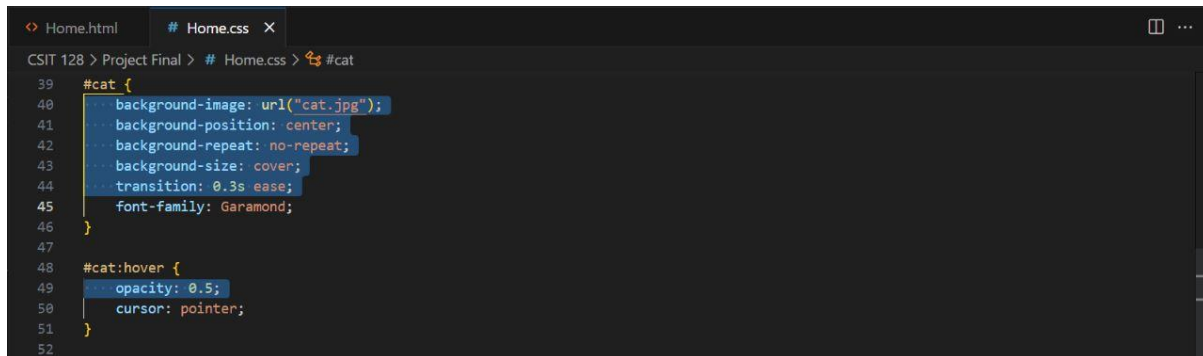 <> Home.html # Home.css X
CSIT 128 > Project Final > # Home.css > #cat
39 #cat {
40 ····background-image: url("cat.jpg");
41 ····background-position: center;
42 ····background-repeat: no-repeat;
43 ····background-size: cover;
44 ····transition: 0.3s ease;
45 font-family: Garamond;
46 }
47
48 #cat:hover {
49 ····opacity: 0.5;
50 cursor: pointer;
51 }
52